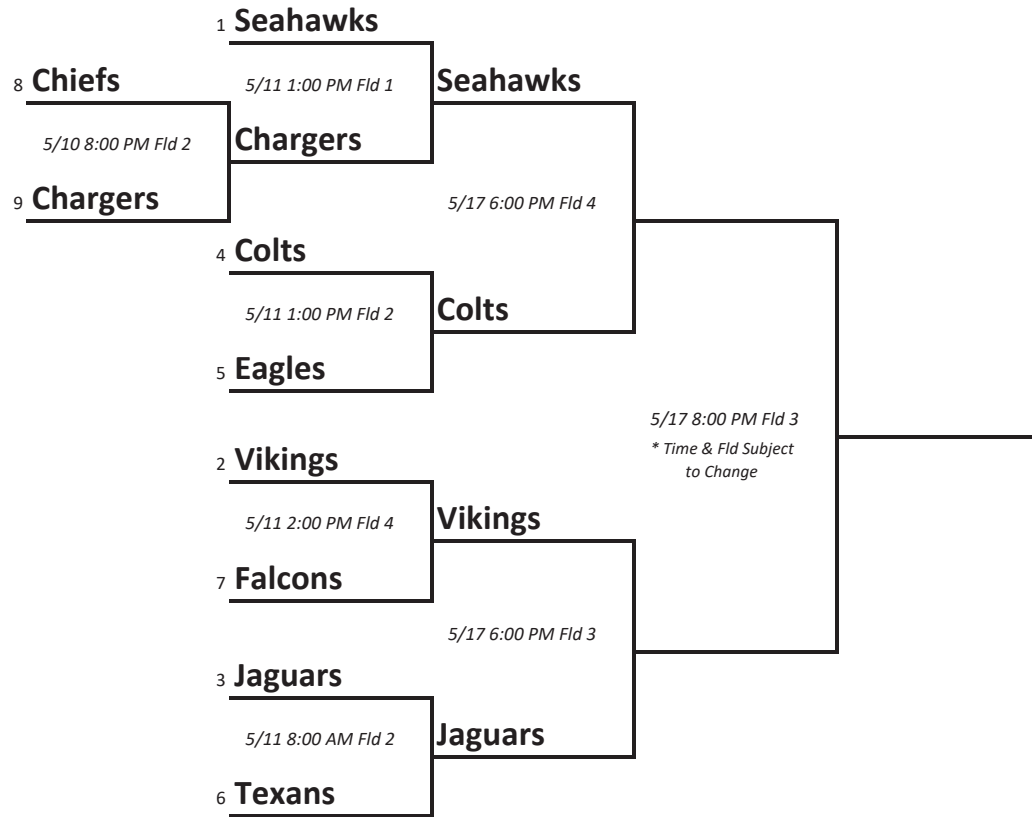 1 Seahawks
8 Chiefs
5/11 1:00 PM Fld 1
Seahawks
5/10 8:00 PM Fld 2
Chargers
9 Chargers
5/17 6:00 PM Fld 4
4 Colts
5/11 1:00 PM Fld 2
Colts
5 Eagles
5/17 8:00 PM Fld 3
* Time & Fld Subject
to Change
2 Vikings
5/11 2:00 PM Fld 4
Vikings
7 Falcons
5/17 6:00 PM Fld 3
3 Jaguars
5/11 8:00 AM Fld 2
Jaguars
6 Texans